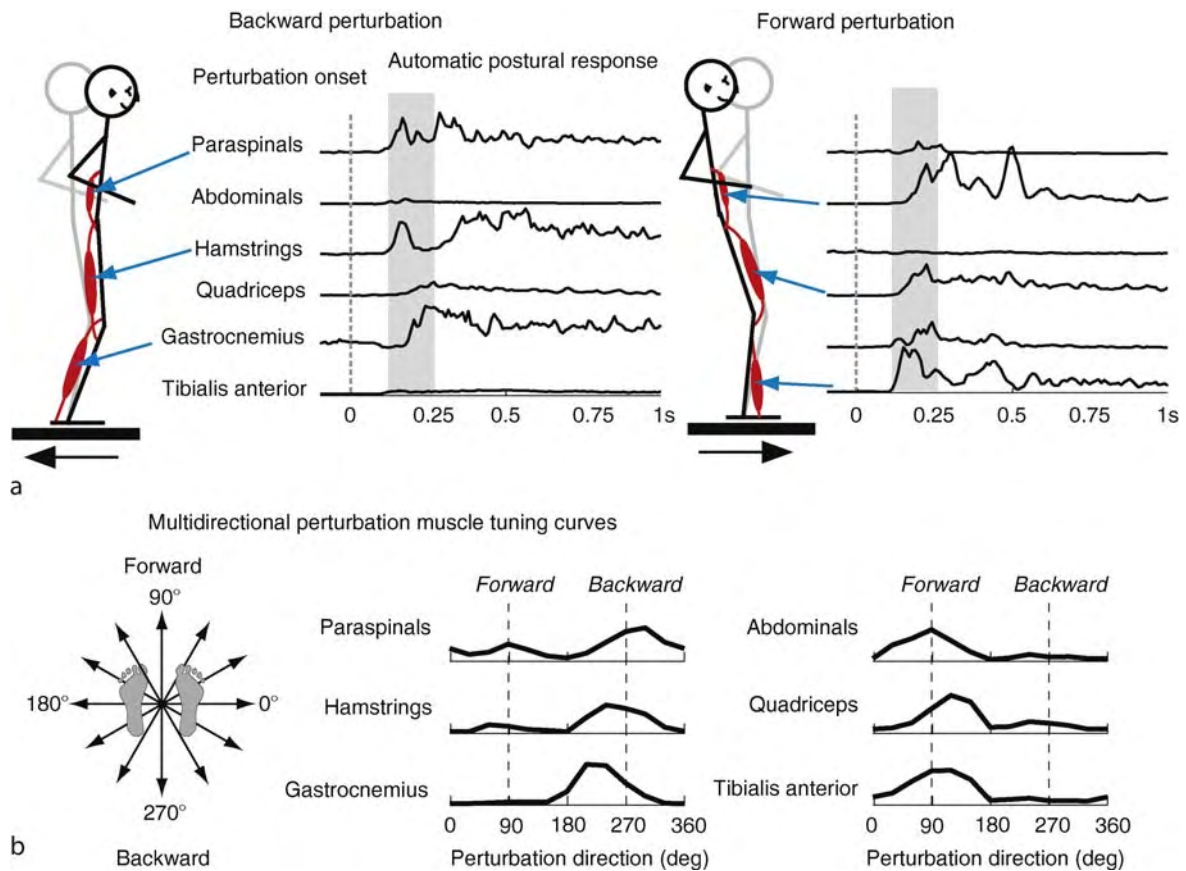 Backward perturbation
Forward perturbation
Perturbation onset
Automatic postural response
Paraspinals
Abdominals
Hamstrings
Quadriceps
Gastrocnemius
Tibialis anterior
0 0.25 0.5 0.75 1s
0 0.25 0.5 0.75 1s
a
Multidirectional perturbation muscle tuning curves
Forward
90°
180°
0°
270°
Backward
Forward Backward
Paraspinals
Hamstrings
Gastrocnemius
0 90 180 270 360
Perturbation direction (deg)
Forward Backward
Abdominals
Quadriceps
Tibialis anterior
0 90 180 270 360
Perturbation direction (deg)
b